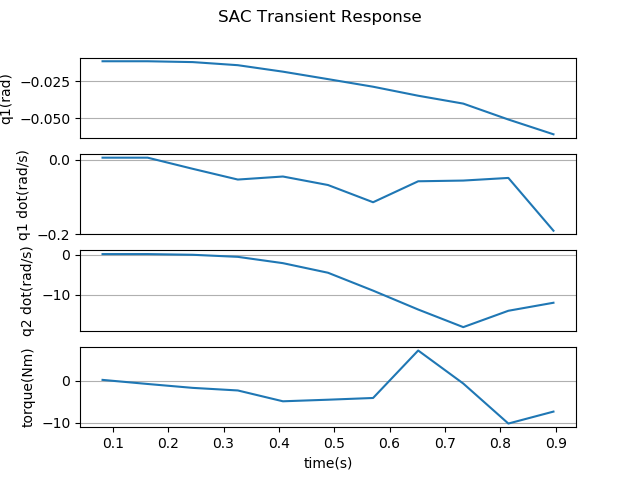 SAC Transient Response
q1(rad)
−0.025
−0.050
q1 dot(rad/s)
0.0
−0.2
q2 dot(rad/s)
0
−10
torque(Nm)
0
−10
0.1 0.2 0.3 0.4 0.5 0.6 0.7 0.8 0.9
time(s)